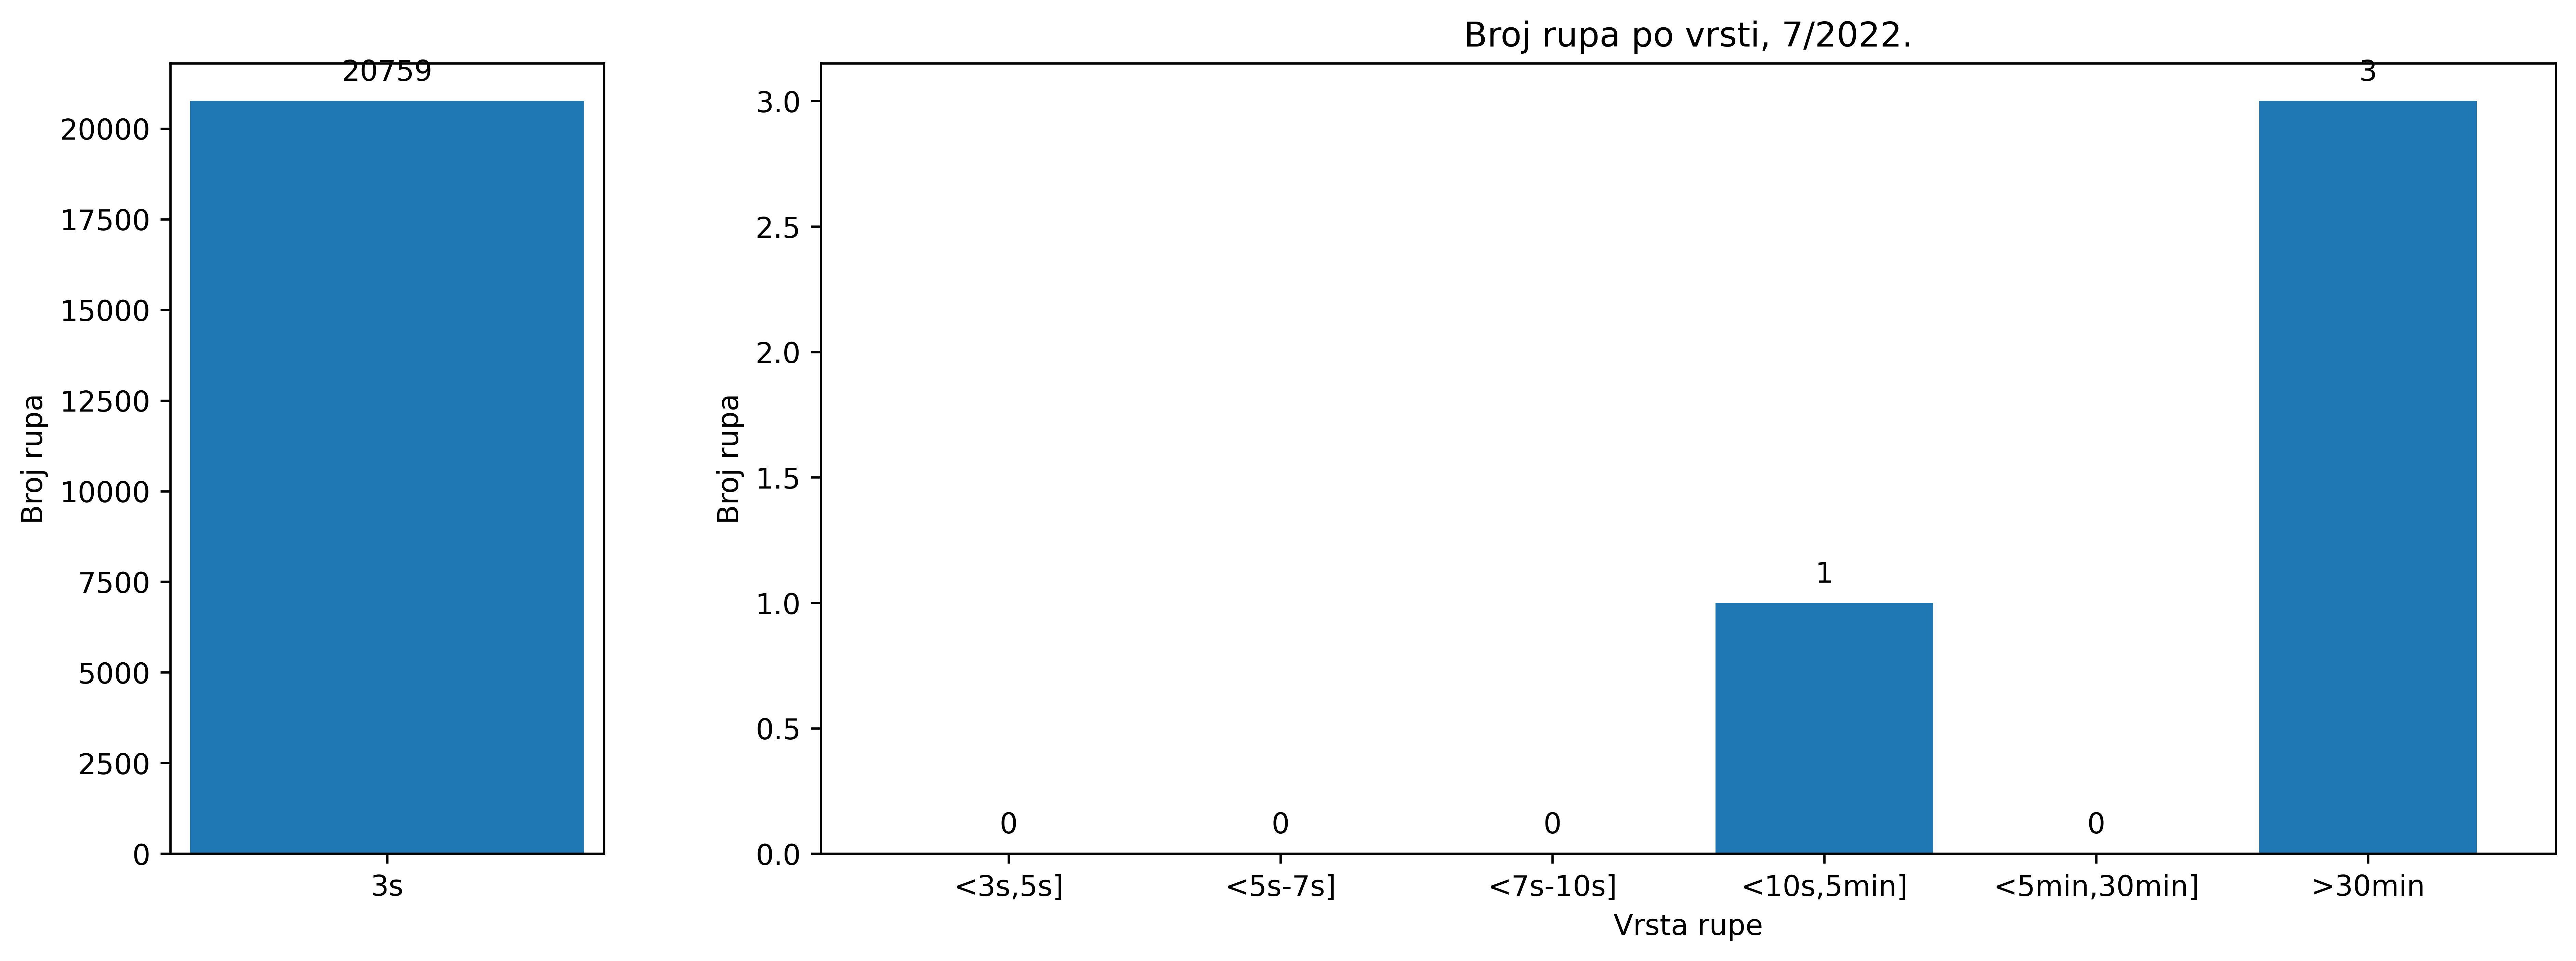 Broj rupa po vrsti, 7/2022.
Broj rupa
20000
17500
15000
12500
10000
7500
5000
2500
0
20759
3s
Broj rupa
3.0
2.5
2.0
1.5
1.0
0.5
0.0
0
0
0
1
0
3
<3s,5s]
<5s-7s]
<7s-10s]
<10s,5min]
<5min,30min]
>30min
Vrsta rupe